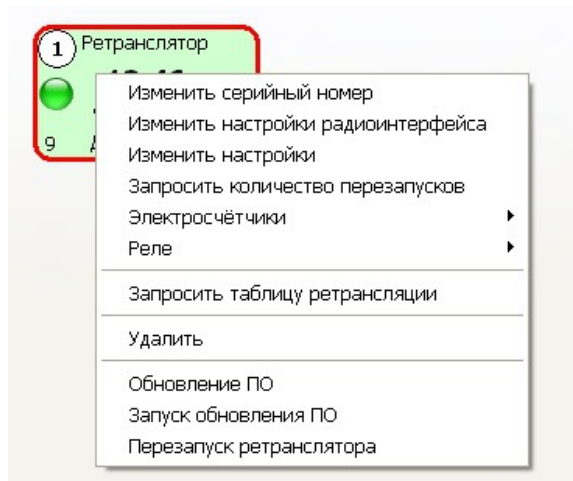 1 Ретранслятор
Изменить серийный номер
Изменить настройки радиоинтерфейса
9
Изменить настройки
Запросить количество перезапусков
Электросчётчики
Реле
Запросить таблицу ретрансляции
Удалить
Обновление ПО
Запуск обновления ПО
Перезапуск ретранслятора